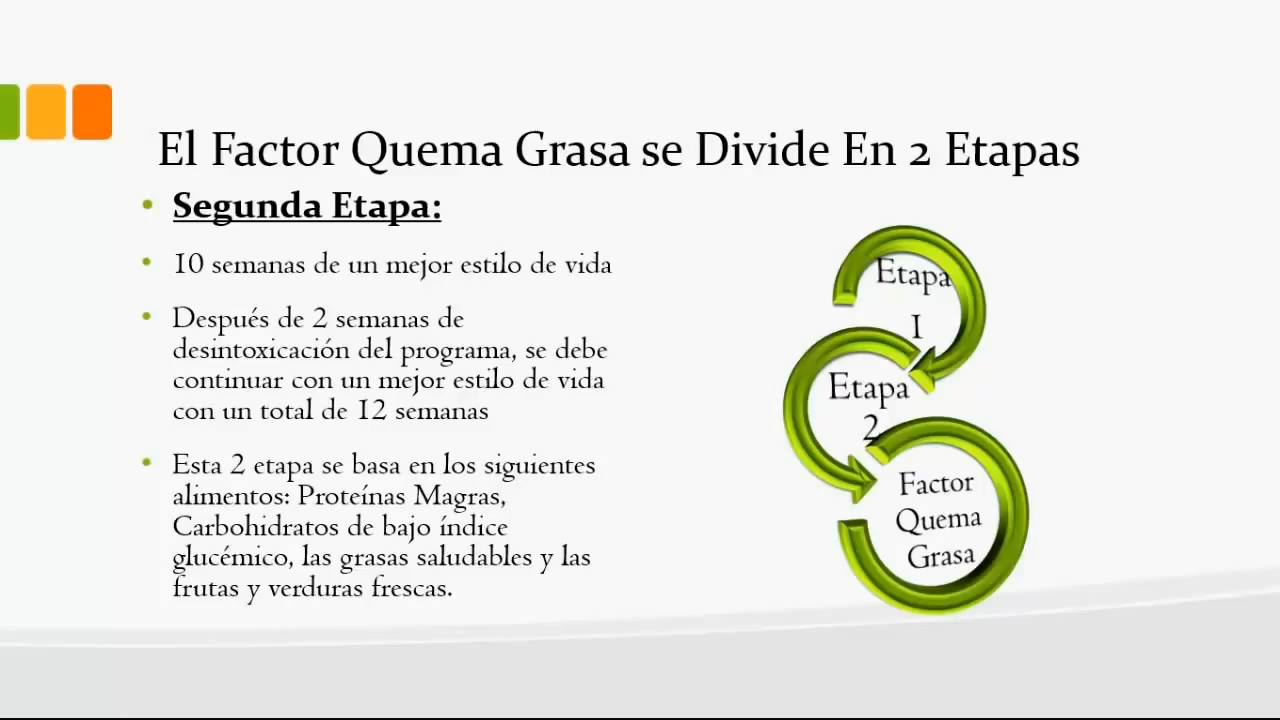 El Factor Quema Grasa se Divide En 2 Etapas
Segunda Etapa:
10 semanas de un mejor estilo de vida
Después de 2 semanas de
desintoxicación del programa, se debe
continuar con un mejor estilo de vida
con un total de 12 semanas
Esta 2 etapa se basa en los siguientes
alimentos: Proteínas Magras,
Carbohidratos de bajo índice
glucémico, las grasas saludables y las
frutas y verduras frescas.
Etapa
1
Etapa
2
Factor
Quema
Grasa